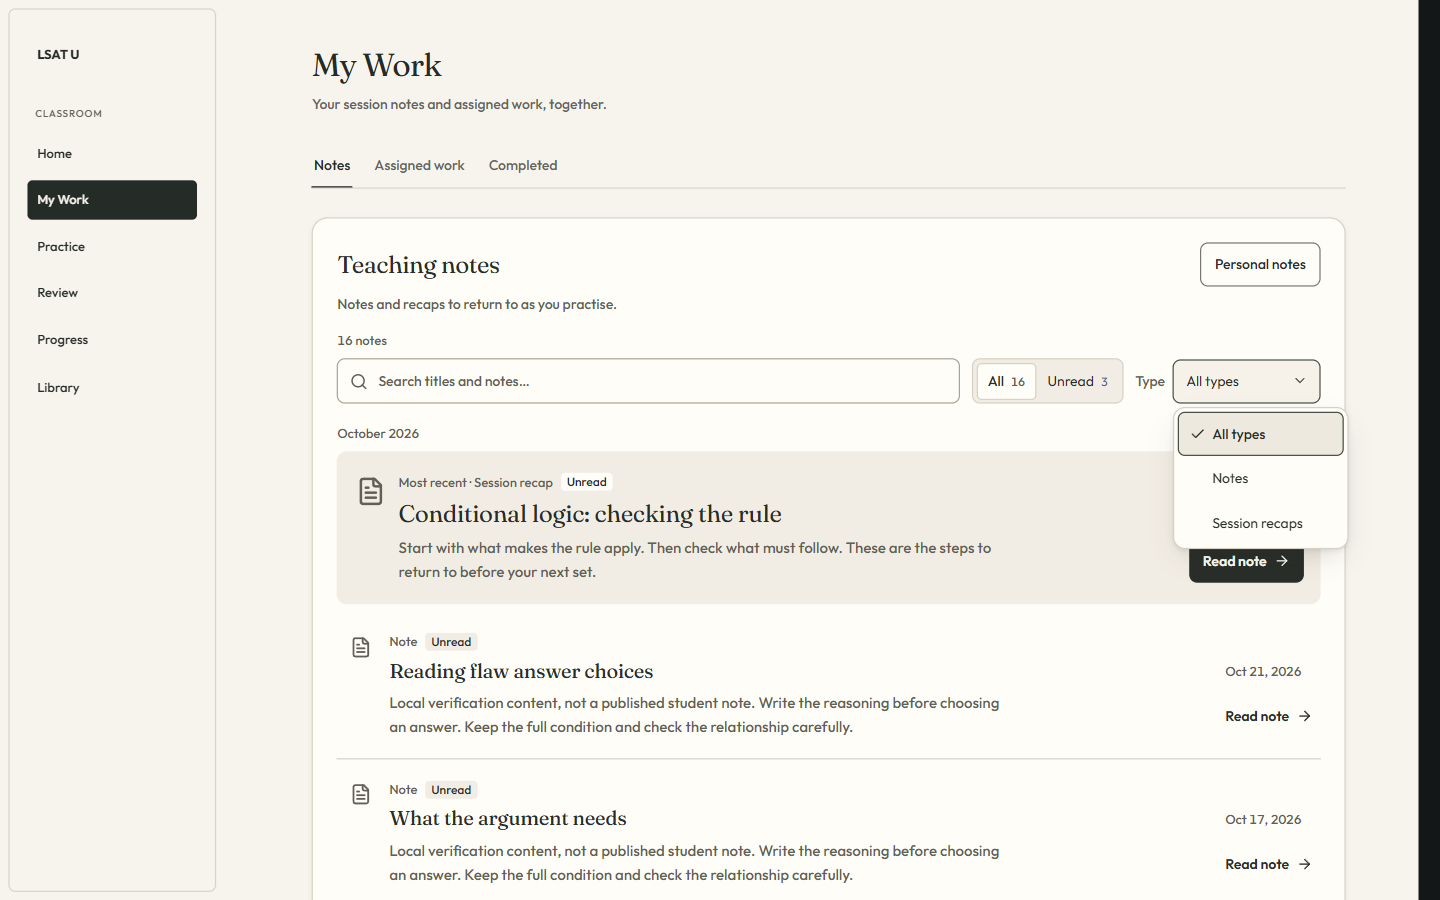 LSAT U
CLASSROOM
Home
My Work
Practice
Review
Progress
Library
My Work
Your session notes and assigned work, together.
Notes
Assigned work
Completed
Teaching notes
Personal notes
Notes and recaps to return to as you practise.
16 notes
Search titles and notes...
All 16
Unread 3
Type
All types
All types
Notes
Session recaps
October 2026
Most recent · Session recap Unread
Conditional logic: checking the rule
Start with what makes the rule apply. Then check what must follow. These are the steps to
return to before your next set.
Read note
Note Unread
Reading flaw answer choices
Oct 21, 2026
Local verification content, not a published student note. Write the reasoning before choosing
an answer. Keep the full condition and check the relationship carefully.
Read note
Note Unread
What the argument needs
Oct 17, 2026
Local verification content, not a published student note. Write the reasoning before choosing
an answer. Keep the full condition and check the relationship carefully.
Read note